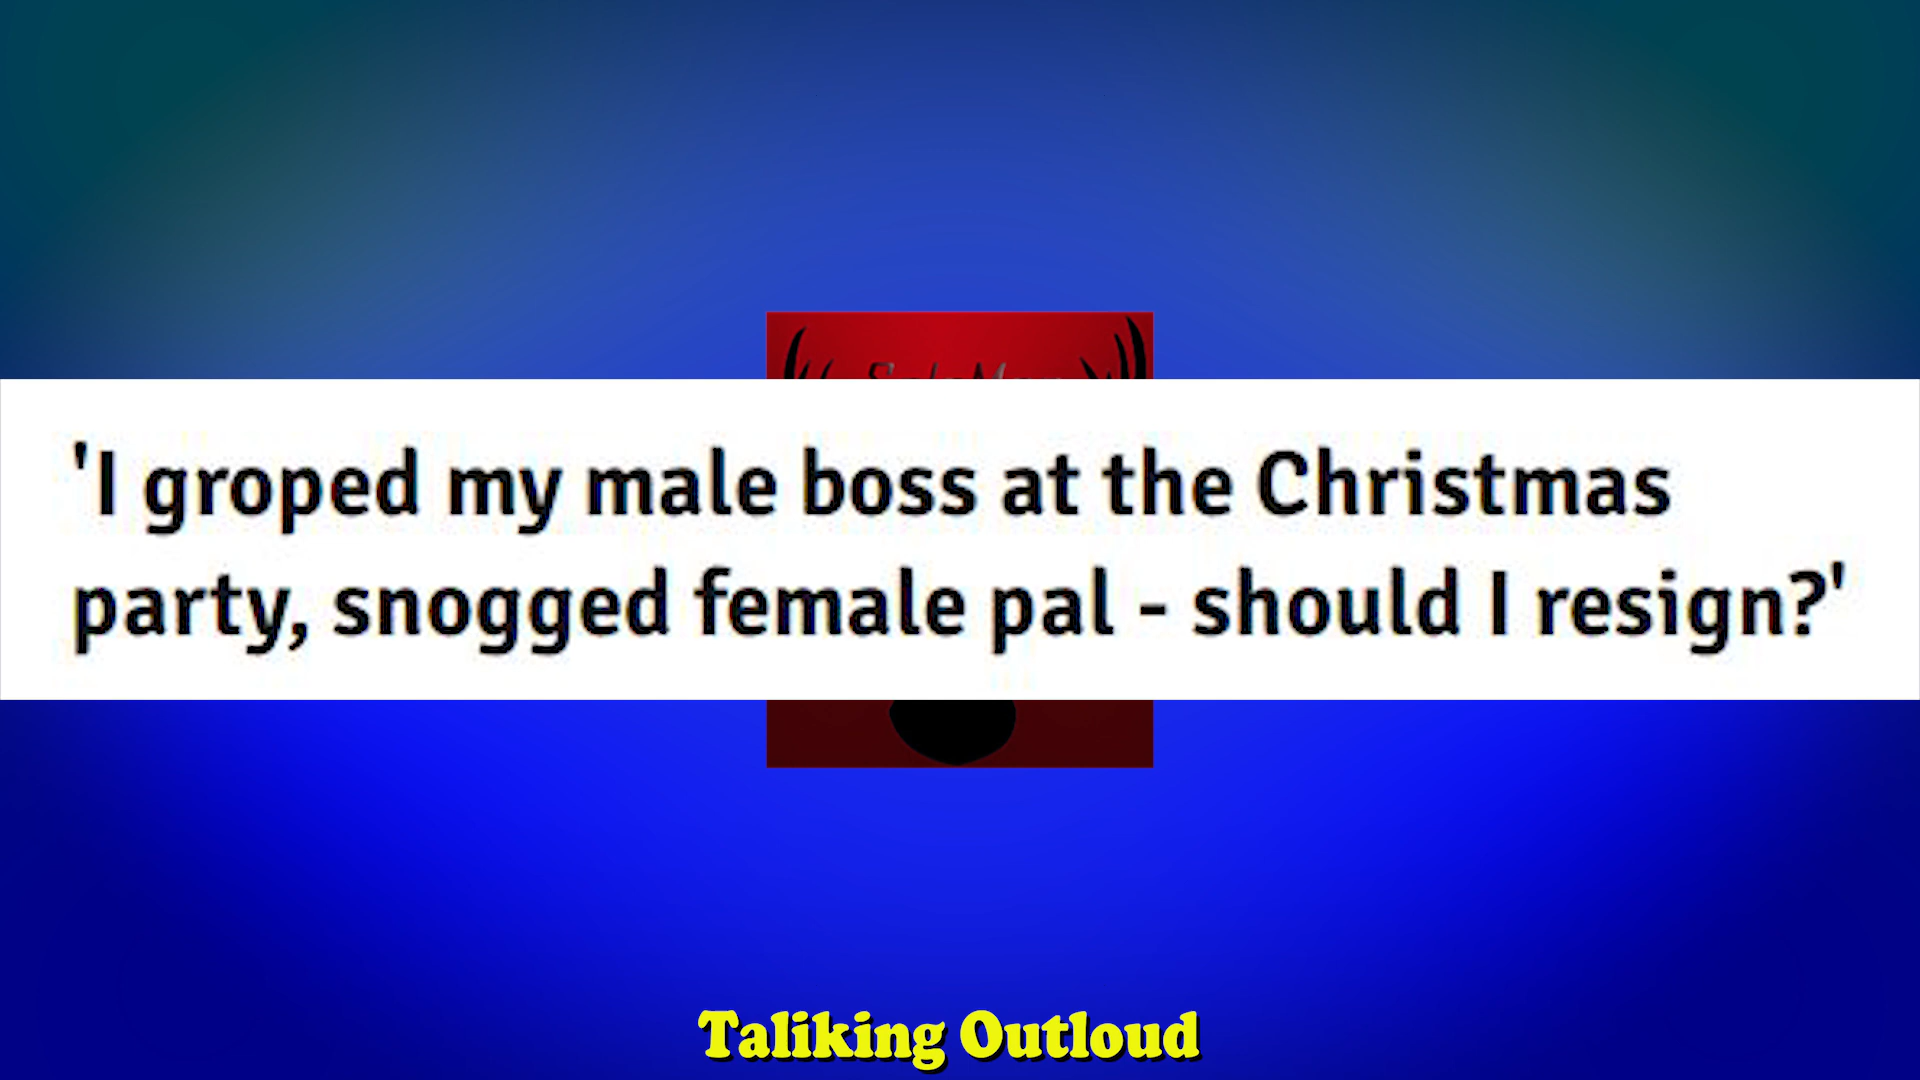 'I groped my male boss at the Christmas
party, snogged female pal - should I resign?'
Taliking Outloud